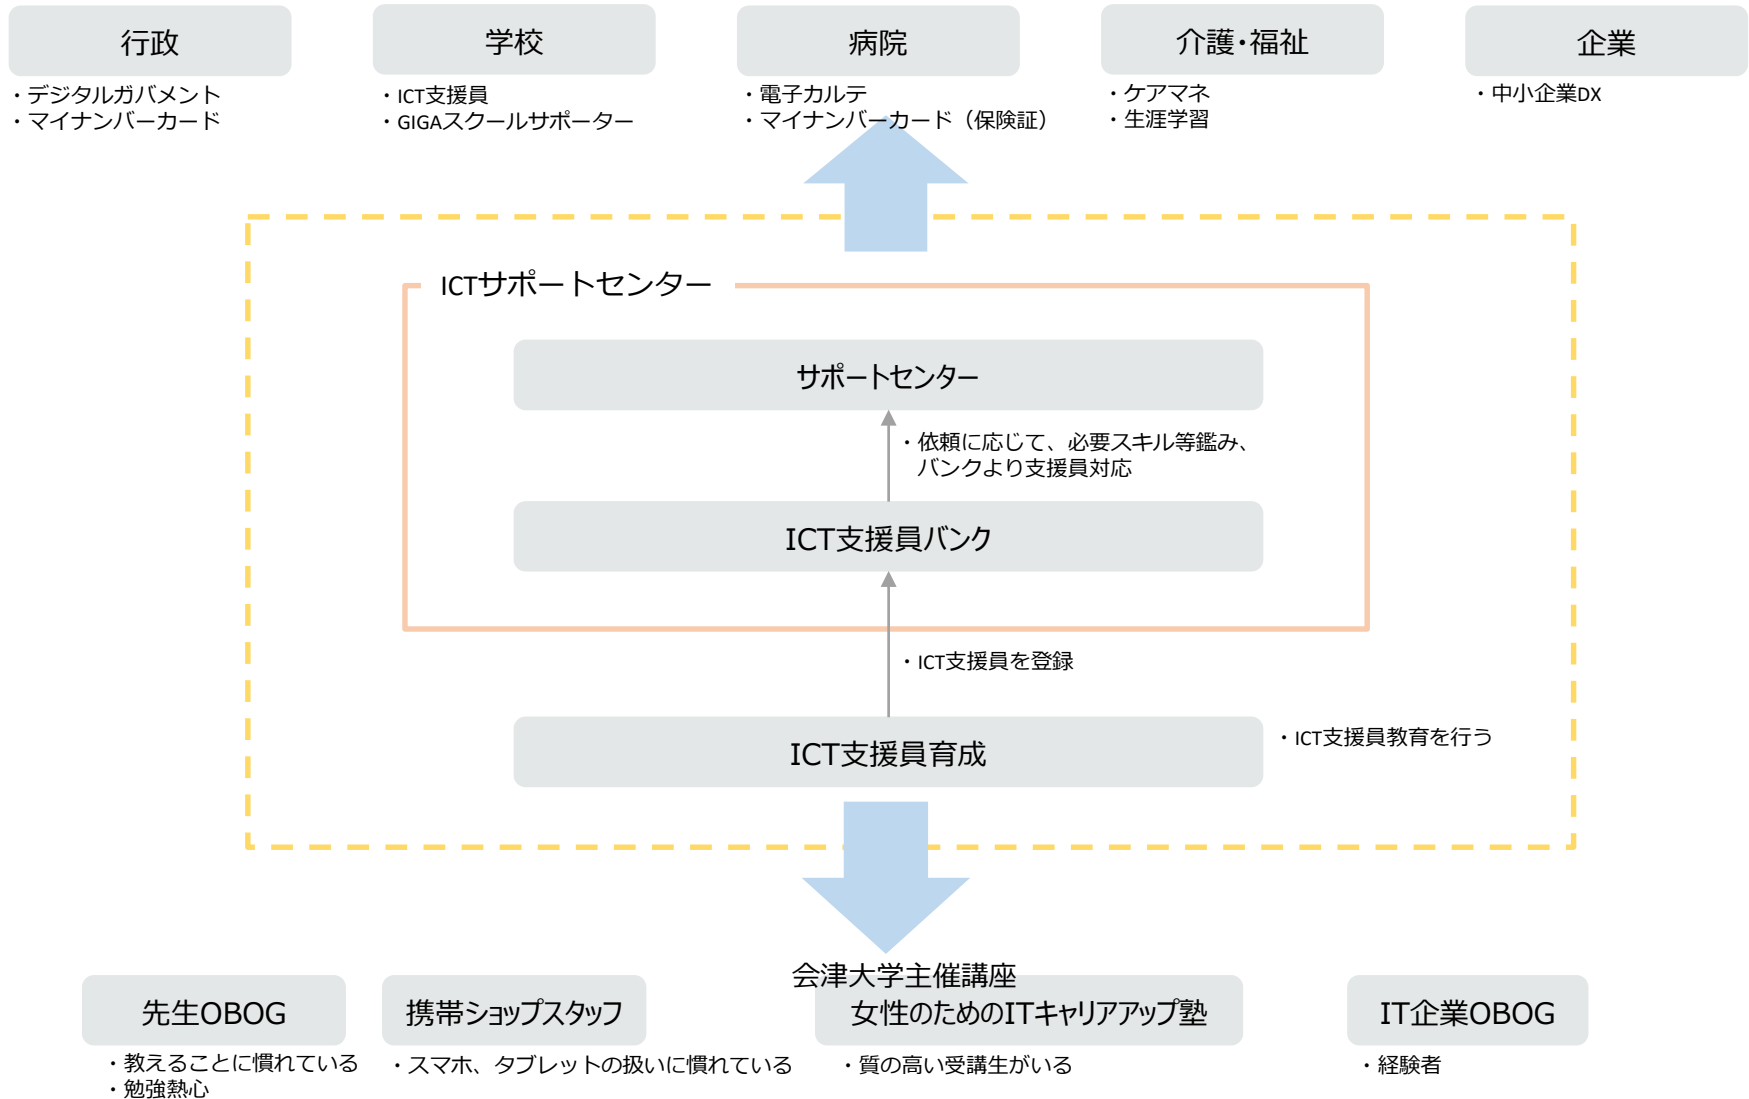 行政
学校
病院
介護・福祉
企業
・デジタルガバメント
・マイナンバーカード
・ICT支援員
・GIGAスクールサポーター
・電子カルテ
・マイナンバーカード（保険証）
・ケアマネ
・生涯学習
・中小企業DX
ICTサポートセンター
サポートセンター
・依頼に応じて、必要スキル等鑑み、
バンクより支援員対応
ICT支援員バンク
・ICT支援員を登録
ICT支援員育成
・ICT支援員教育を行う
先生OBOG
携帯ショップスタッフ
会津大学主催講座
女性のためのITキャリアアップ塾
IT企業OBOG
・教えることに慣れている
・勉強熱心
・スマホ、タブレットの扱いに慣れている
・質の高い受講生がいる
・経験者